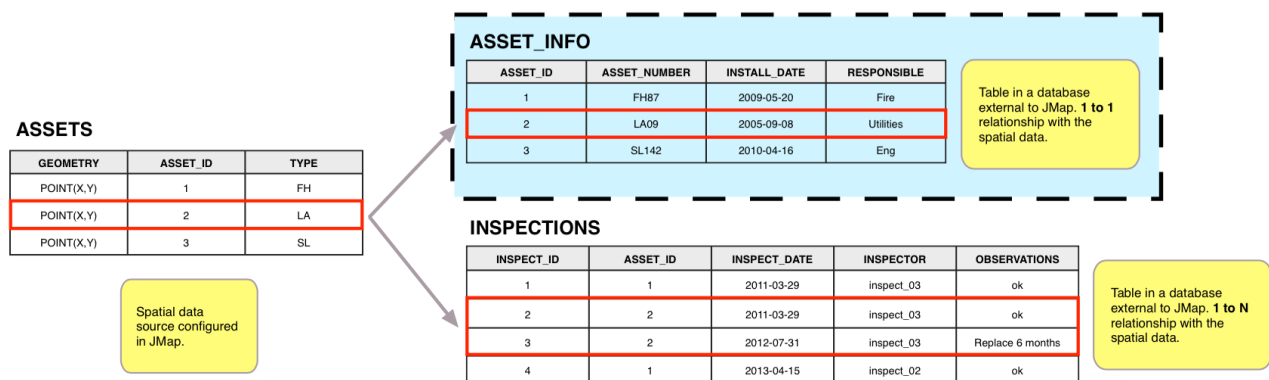 ASSET_INFO
ASSET_ID ASSET_NUMBER INSTALL_DATE RESPONSIBLE
1 FH87 2009-05-20 Fire
2 LA09 2005-09-08 Utilities
3 SL142 2010-04-16 Eng
Table in a database
external to JMap. 1 to 1
relationship with the
spatial data.
ASSETS
GEOMETRY ASSET_ID TYPE
POINT(X,Y) 1 FH
POINT(X,Y) 2 LA
POINT(X,Y) 3 SL
Spatial data
source configured
in JMap.
INSPECTIONS
INSPECT_ID ASSET_ID INSPECT_DATE INSPECTOR OBSERVATIONS
1 1 2011-03-29 inspect_03 ok
2 2 2011-03-29 inspect_03 ok
3 2 2012-07-31 inspect_03 Replace 6 months
4 1 2013-04-15 inspect_02 ok
Table in a database
external to JMap. 1 to N
relationship with the
spatial data.